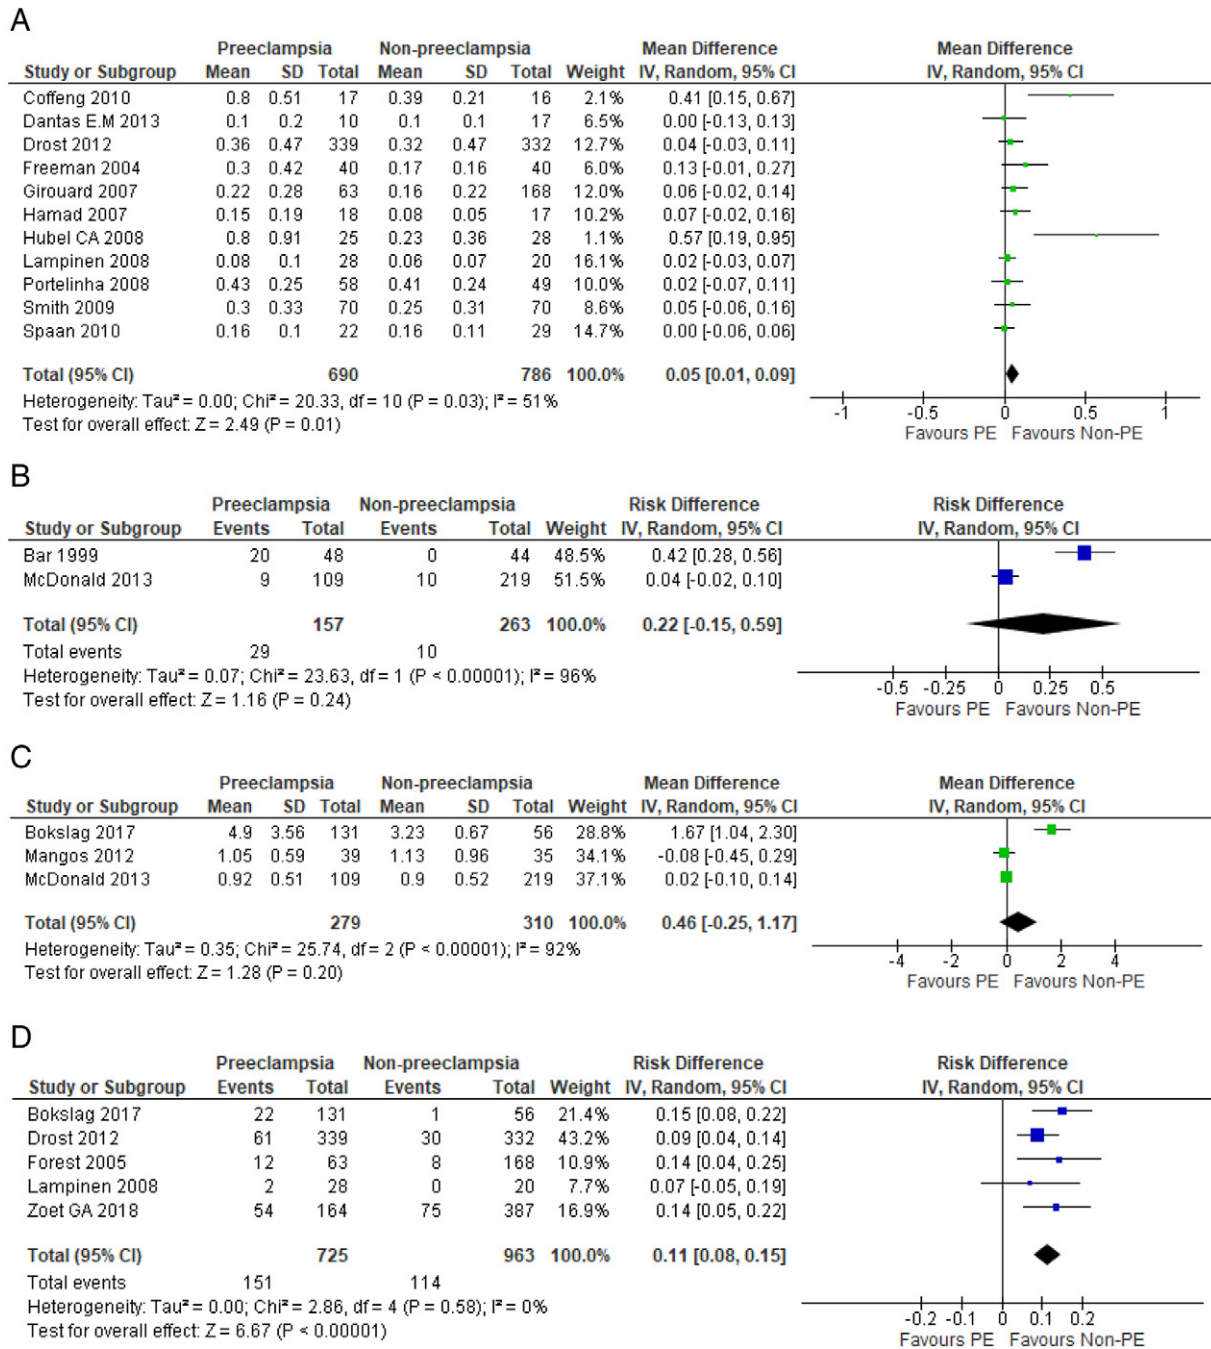 A
Preeclampsia Non-preeclampsia Mean Difference Mean Difference
Study or Subgroup Mean SD Total Mean SD Total Weight IV, Random, 95% CI IV, Random, 95% CI
Coffeng 2010 0.8 0.51 17 0.39 0.21 16 2.1% 0.41 [0.15, 0.67]
Dantas E.M 2013 0.1 0.2 10 0.1 0.1 17 6.5% 0.00 [-0.13, 0.13]
Drost 2012 0.36 0.47 339 0.32 0.47 332 12.7% 0.04 [-0.03, 0.11]
Freeman 2004 0.3 0.42 40 0.17 0.16 40 6.0% 0.13 [-0.01, 0.27]
Girouard 2007 0.22 0.28 63 0.16 0.22 168 12.0% 0.06 [-0.02, 0.14]
Hamad 2007 0.15 0.19 18 0.08 0.05 17 10.2% 0.07 [-0.02, 0.16]
Hubel CA 2008 0.8 0.91 25 0.23 0.36 28 1.1% 0.57 [0.19, 0.95]
Lampinen 2008 0.08 0.1 28 0.06 0.07 20 16.1% 0.02 [-0.03, 0.07]
Portelinha 2008 0.43 0.25 58 0.41 0.24 49 10.0% 0.02 [-0.07, 0.11]
Smith 2009 0.3 0.33 70 0.25 0.31 70 8.6% 0.05 [-0.06, 0.16]
Spaan 2010 0.16 0.1 22 0.16 0.11 29 14.7% 0.00 [-0.06, 0.06]
Total (95% CI) 690 786 100.0% 0.05 [0.01, 0.09]
Heterogeneity: Tau² = 0.00; Chi² = 20.33, df = 10 (P = 0.03); I² = 51%
Test for overall effect: Z = 2.49 (P = 0.01)
-1 -0.5 0 0.5 1
Favours PE Favours Non-PE
B
Preeclampsia Non-preeclampsia Risk Difference Risk Difference
Study or Subgroup Events Total Events Total Weight IV, Random, 95% CI IV, Random, 95% CI
Bar 1999 20 48 0 44 48.5% 0.42 [0.28, 0.56]
McDonald 2013 9 109 10 219 51.5% 0.04 [-0.02, 0.10]
Total (95% CI) 157 263 100.0% 0.22 [-0.15, 0.59]
Total events 29 10
Heterogeneity: Tau² = 0.07; Chi² = 23.63, df = 1 (P < 0.00001); I² = 96%
Test for overall effect: Z = 1.16 (P = 0.24)
-0.5 -0.25 0 0.25 0.5
Favours PE Favours Non-PE
C
Preeclampsia Non-preeclampsia Mean Difference Mean Difference
Study or Subgroup Mean SD Total Mean SD Total Weight IV, Random, 95% CI IV, Random, 95% CI
Bokslag 2017 4.9 3.56 131 3.23 0.67 56 28.8% 1.67 [1.04, 2.30]
Mangos 2012 1.05 0.59 39 1.13 0.96 35 34.1% -0.08 [-0.45, 0.29]
McDonald 2013 0.92 0.51 109 0.9 0.52 219 37.1% 0.02 [-0.10, 0.14]
Total (95% CI) 279 310 100.0% 0.46 [-0.25, 1.17]
Heterogeneity: Tau² = 0.35; Chi² = 25.74, df = 2 (P < 0.00001); I² = 92%
Test for overall effect: Z = 1.28 (P = 0.20)
-4 -2 0 2 4
Favours PE Favours Non-PE
D
Preeclampsia Non-preeclampsia Risk Difference Risk Difference
Study or Subgroup Events Total Events Total Weight IV, Random, 95% CI IV, Random, 95% CI
Bokslag 2017 22 131 1 56 21.4% 0.15 [0.08, 0.22]
Drost 2012 61 339 30 332 43.2% 0.09 [0.04, 0.14]
Forest 2005 12 63 8 168 10.9% 0.14 [0.04, 0.25]
Lampinen 2008 2 28 0 20 7.7% 0.07 [-0.05, 0.19]
Zoet GA 2018 54 164 75 387 16.9% 0.14 [0.05, 0.22]
Total (95% CI) 725 963 100.0% 0.11 [0.08, 0.15]
Total events 151 114
Heterogeneity: Tau² = 0.00; Chi² = 2.86, df = 4 (P = 0.58); I² = 0%
Test for overall effect: Z = 6.67 (P < 0.00001)
-0.2 -0.1 0 0.1 0.2
Favours PE Favours Non-PE